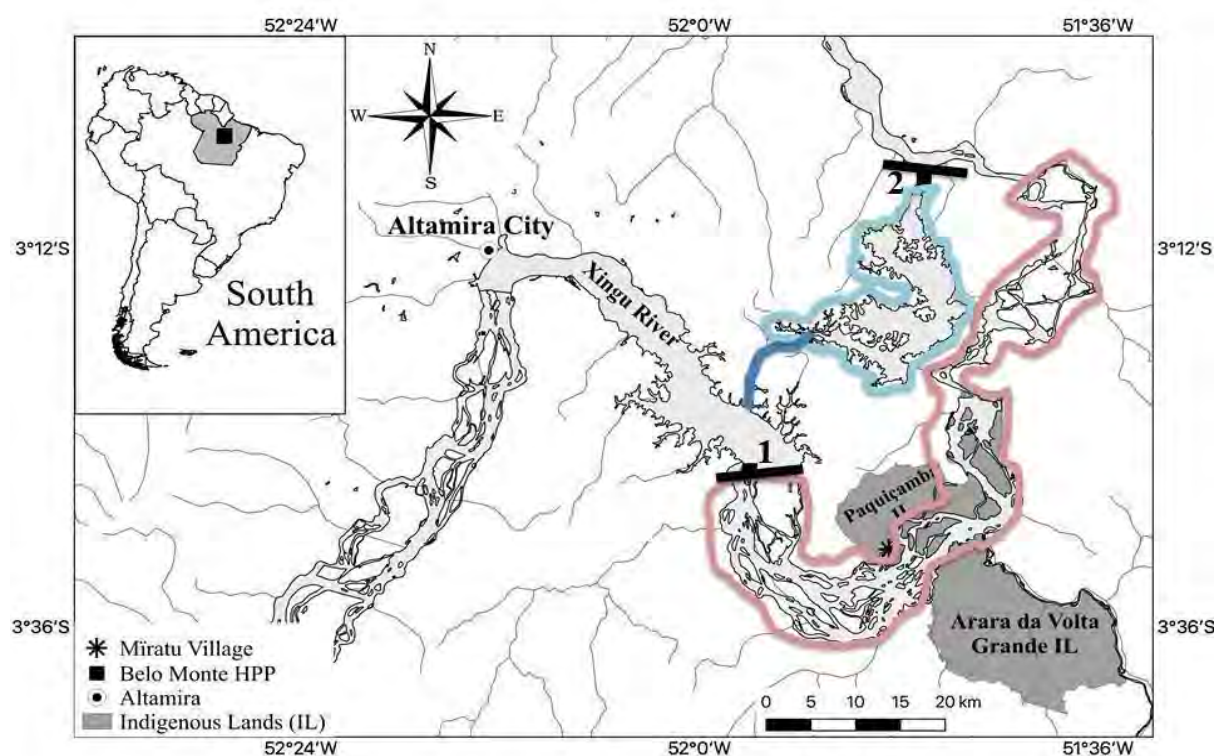 52°24'W
52°0'W
51°36'W
N
W
E
S
2
Altamira City
3°12'S
3°12'S
South
America
Xingu River
1
Paquiçamba
IL
3°36'S
3°36'S
Arara da Volta
Grande IL
Mïratu Village
Belo Monte HPP
Altamira
Indigenous Lands (IL)
0 5 10 15 20 km
52°24'W
52°0'W
51°36'W